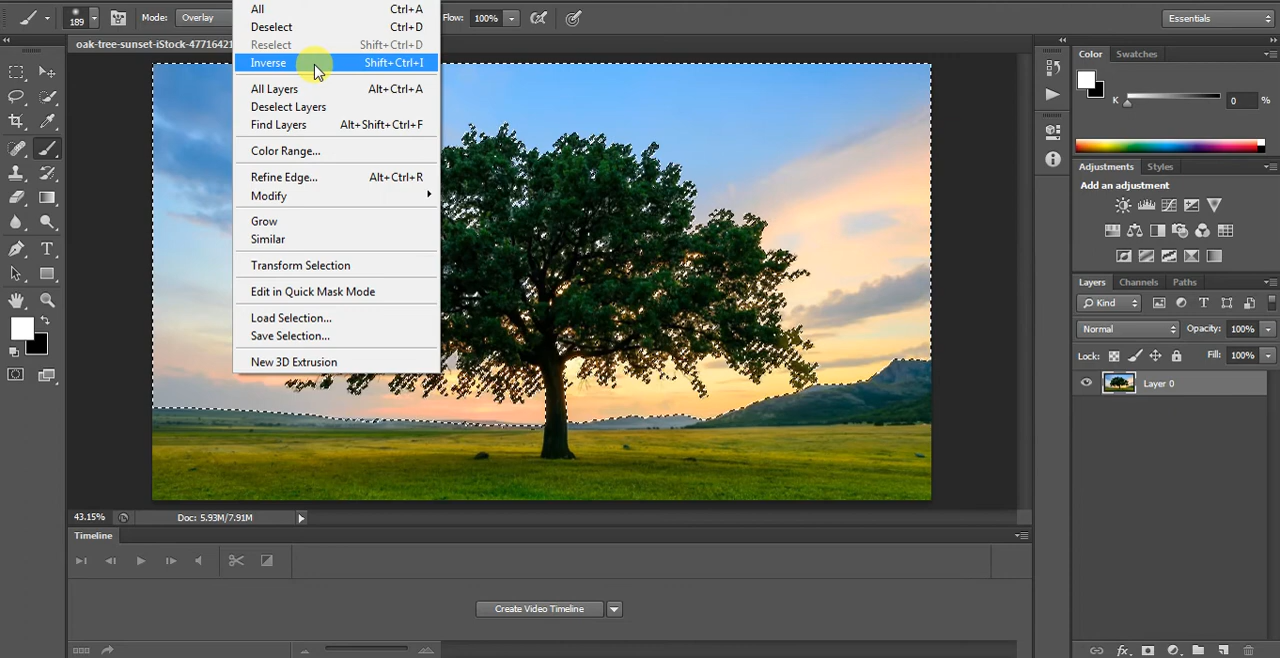 189 Mode: Overlay Flow: 100% Essentials
oak-tree-sunset-iStock-47716421
All Ctrl+A
Deselect Ctrl+D
Reselect Shift+Ctrl+D
Inverse Shift+Ctrl+I
All Layers Alt+Ctrl+A
Deselect Layers
Find Layers Alt+Shift+Ctrl+F
Color Range...
Refine Edge... Alt+Ctrl+R
Modify
Grow
Similar
Transform Selection
Edit in Quick Mask Mode
Load Selection...
Save Selection...
New 3D Extrusion
Color Swatches
K 0 %
Adjustments Styles
Add an adjustment
Layers Channels Paths
Kind
Normal Opacity: 100%
Lock: Fill: 100%
Layer 0
43.15% Doc: 5.93M/7.91M
Timeline
Create Video Timeline
fx